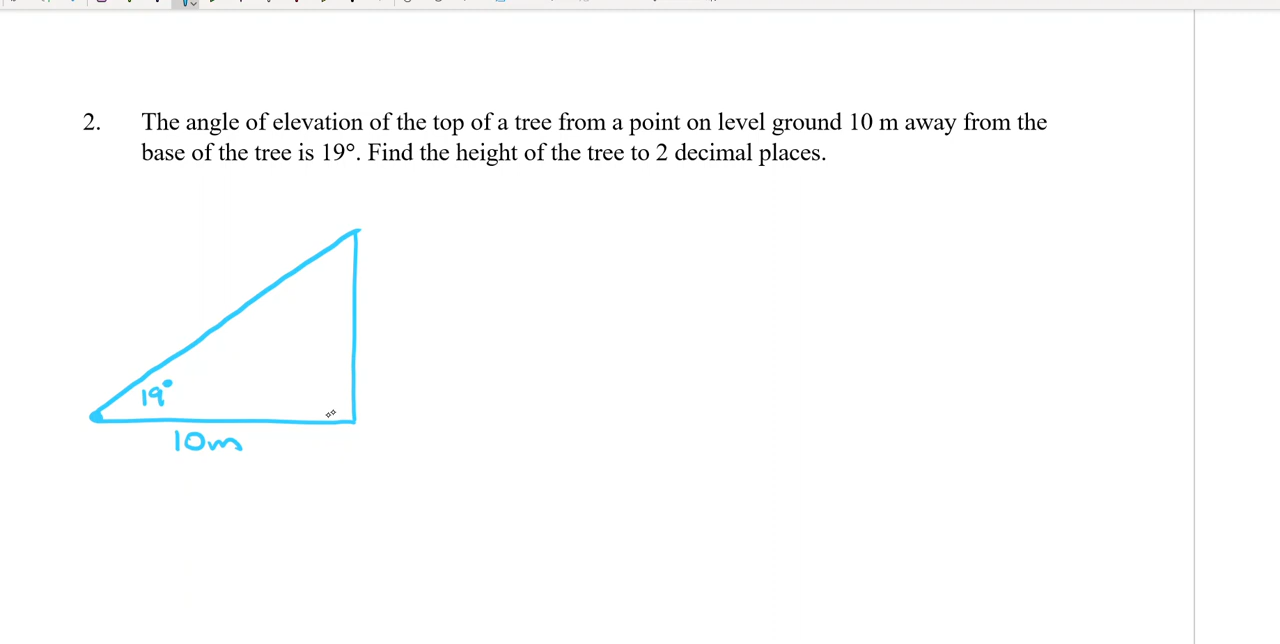 2. The angle of elevation of the top of a tree from a point on level ground 10 m away from the
base of the tree is 19°. Find the height of the tree to 2 decimal places.
19°
10m